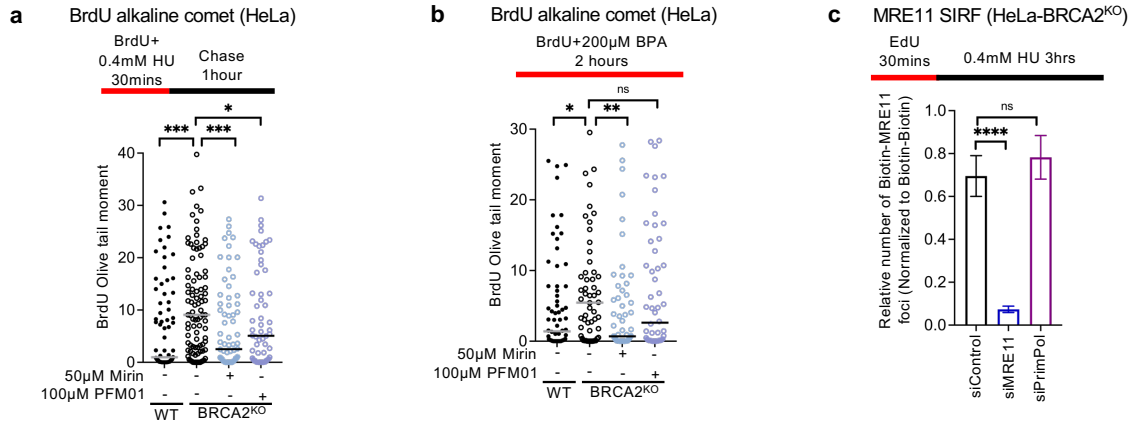 a
BrdU alkaline comet (HeLa)
BrdU+
0.4mM HU
30mins
Chase
1hour
*
*** ***
BrdU Olive tail moment
40
30
20
10
0
50µM Mirin - - + -
100µM PFM01 - - - +
WT BRCA2KO
b
BrdU alkaline comet (HeLa)
BrdU+200µM BPA
2 hours
ns
* **
BrdU Olive tail moment
30
20
10
0
50µM Mirin - - + -
100µM PFM01 - - - +
WT BRCA2KO
c
MRE11 SIRF (HeLa-BRCA2KO)
EdU
30mins
0.4mM HU 3hrs
Relative number of Biotin-MRE11
foci (Normalized to Biotin-Biotin)
ns
****
1.0
0.8
0.6
0.4
0.2
0.0
siControl
siMRE11
siPrimPol